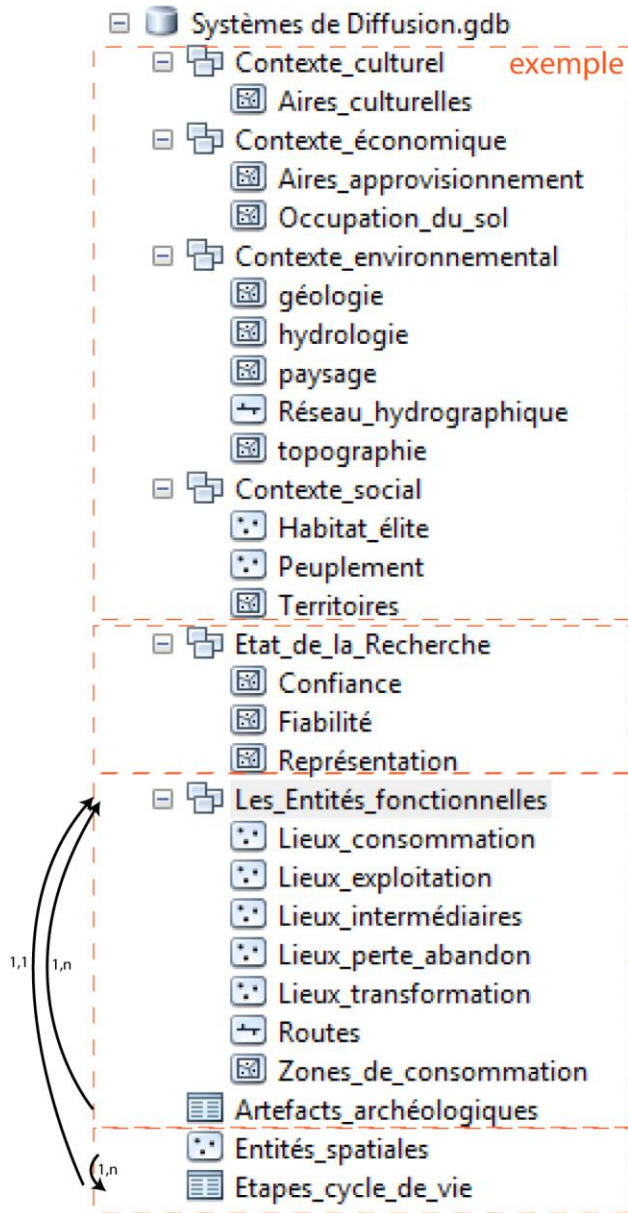 Systèmes de Diffusion.gdb
Contexte_culturel exemple
Aires_culturelles
Contexte_économique
Aires_approvisionnement
Occupation_du_sol
Contexte_environnemental
géologie
hydrologie
paysage
Réseau_hydrographique
topographie
Contexte_social
Habitat_élite
Peuplement
Territoires
Etat_de_la_Recherche
Confiance
Fiabilité
Représentation
Les_Entités_fonctionnelles
Lieux_consommation
Lieux_exploitation
Lieux_intermédiaires
Lieux_perte_abandon
1,1 1,n
Lieux_transformation
Routes
Zones_de_consommation
Artefacts_archéologiques
Entités_spatiales
1,n
Etapes_cycle_de_vie